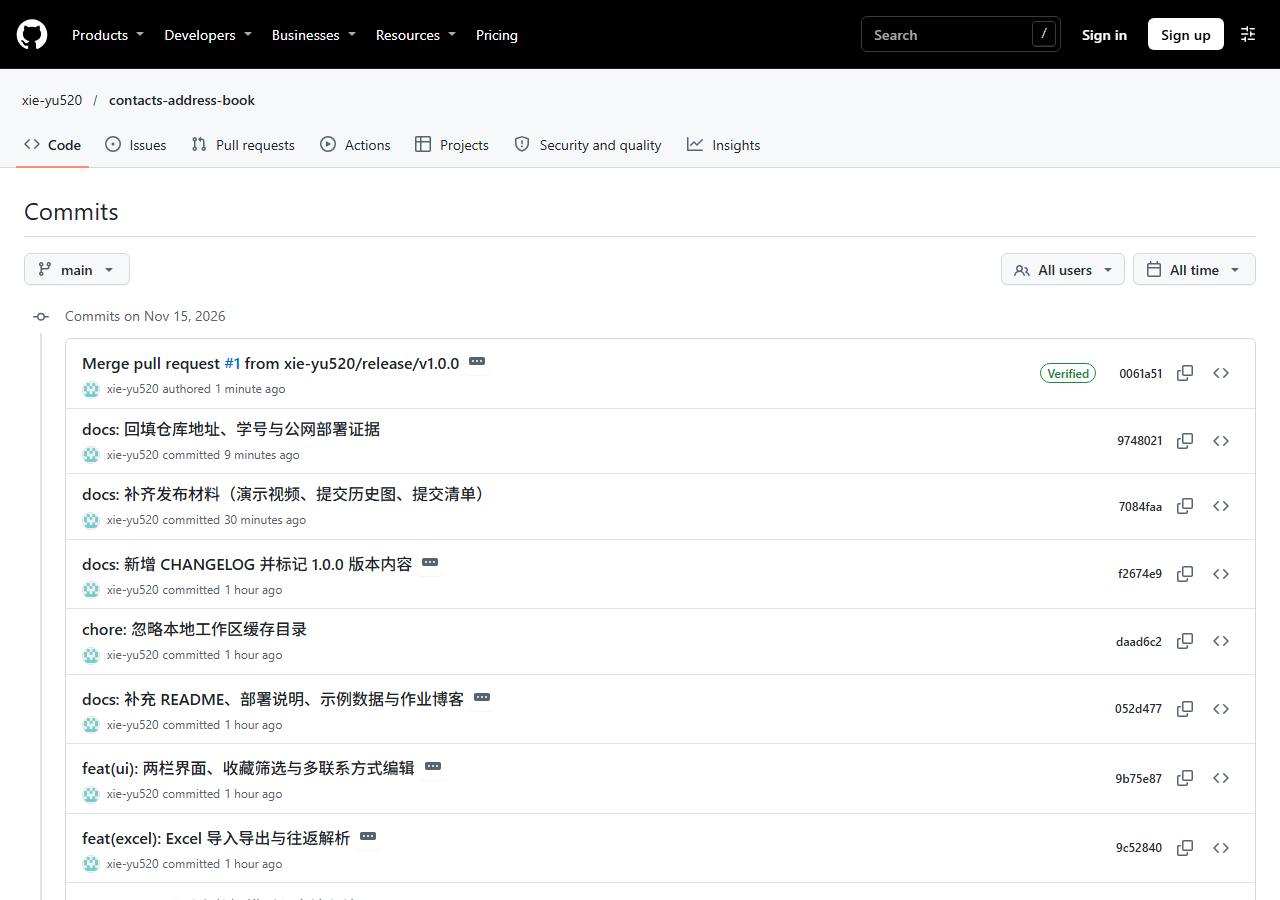 Products Developers Businesses Resources Pricing Search / Sign in Sign up
xie-yu520 / contacts-address-book
Code Issues Pull requests Actions Projects Security and quality Insights
Commits
main All users All time
Commits on Nov 15, 2026
Merge pull request #1 from xie-yu520/release/v1.0.0
xie-yu520 authored 1 minute ago
Verified 0061a51
docs: 回填仓库地址、学号与公网部署证据
xie-yu520 committed 9 minutes ago
9748021
docs: 补齐发布材料（演示视频、提交历史图、提交清单）
xie-yu520 committed 30 minutes ago
7084faa
docs: 新增 CHANGELOG 并标记 1.0.0 版本内容
xie-yu520 committed 1 hour ago
f2674e9
chore: 忽略本地工作区缓存目录
xie-yu520 committed 1 hour ago
daad6c2
docs: 补充 README、部署说明、示例数据与作业博客
xie-yu520 committed 1 hour ago
052d477
feat(ui): 两栏界面、收藏筛选与多联系方式编辑
xie-yu520 committed 1 hour ago
9b75e87
feat(excel): Excel 导入导出与往返解析
xie-yu520 committed 1 hour ago
9c52840